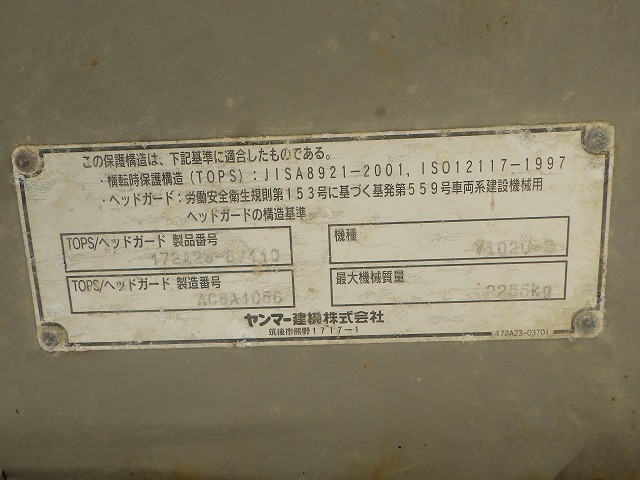 この保護構造は、下記基準に適合したものである。
・横転時保護構造（TOPS）：JISA8921-2001, ISO12117-1997
・ヘッドガード：労働安全衛生規則第153号に基づく基発第559号車両系建設機械用
ヘッドガードの構造基準
TOPS/ヘッドガード 製品番号
機種
TOPS/ヘッドガード 製造番号
AC8A1066
最大機械質量
2255kg
ヤンマー建機株式会社
筑後市熊野1717-1
172A23-03701